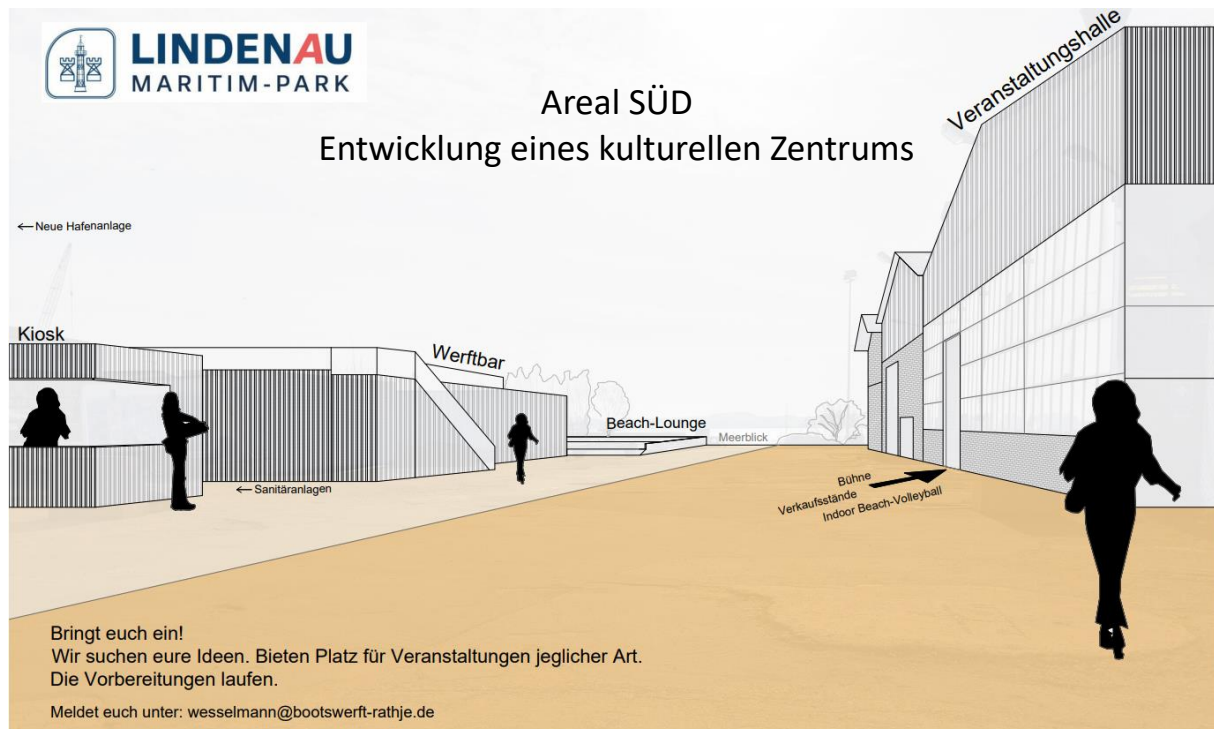 LINDENAU
MARITIM-PARK
Areal SÜD
Entwicklung eines kulturellen Zentrums
Veranstaltungshalle
←Neue Hafenanlage
Kiosk
Werftbar
Beach-Lounge
Meerblick
←Sanitäranlagen
Bühne
Verkaufsstände
Indoor Beach-Volleyball
Bringt euch ein!
Wir suchen eure Ideen. Bieten Platz für Veranstaltungen jeglicher Art.
Die Vorbereitungen laufen.
Meldet euch unter: wesselmann@bootswerft-rathje.de